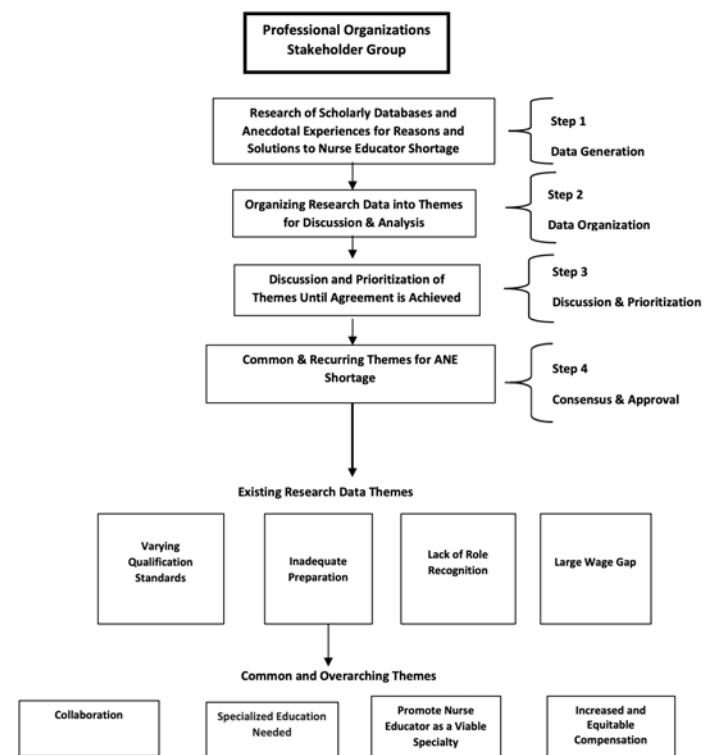 Professional Organizations
Stakeholder Group
Research of Scholarly Databases and
Anecdotal Experiences for Reasons and
Solutions to Nurse Educator Shortage
Step 1
Data Generation
Organizing Research Data into Themes
for Discussion & Analysis
Step 2
Data Organization
Discussion and Prioritization of
Themes Until Agreement is Achieved
Step 3
Discussion & Prioritization
Common & Recurring Themes for ANE
Shortage
Step 4
Consensus & Approval
Existing Research Data Themes
Varying
Qualification
Standards
Inadequate
Preparation
Lack of Role
Recognition
Large Wage Gap
Common and Overarching Themes
Collaboration
Specialized Education
Needed
Promote Nurse
Educator as a Viable
Specialty
Increased and
Equitable
Compensation